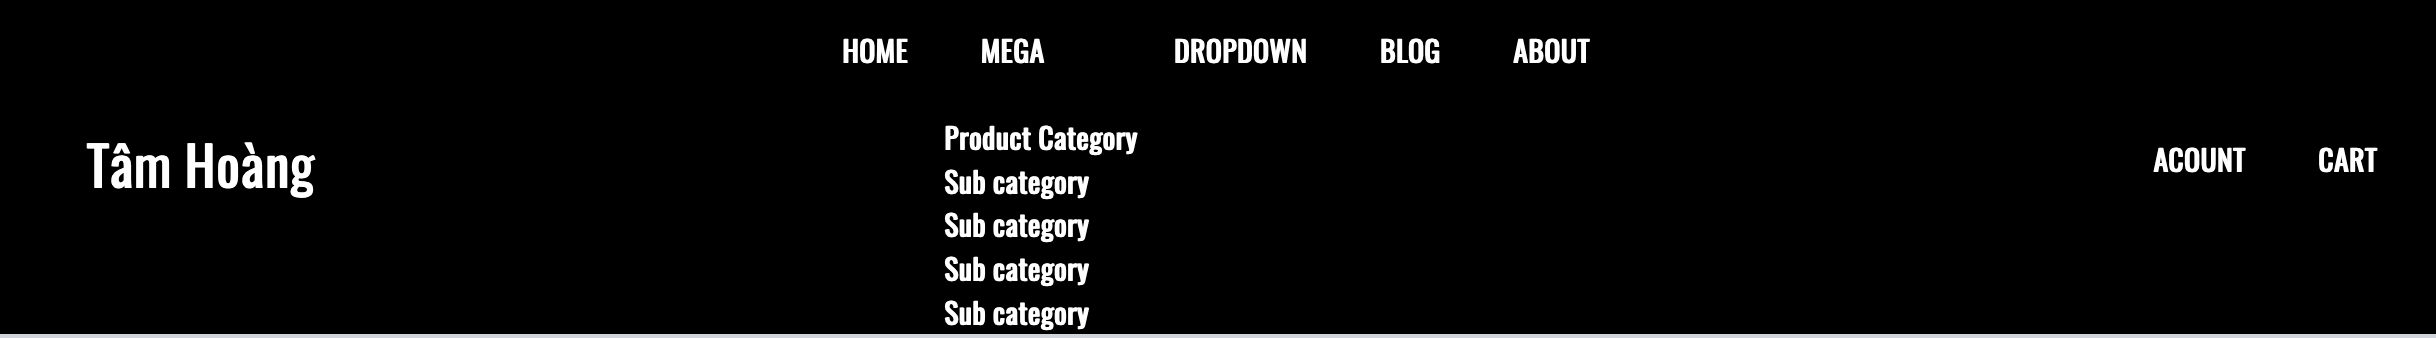 HOME MEGA DROPDOWN BLOG ABOUT
Tâm Hoàng
Product Category
Sub category
Sub category
Sub category
Sub category
ACOUNT CART